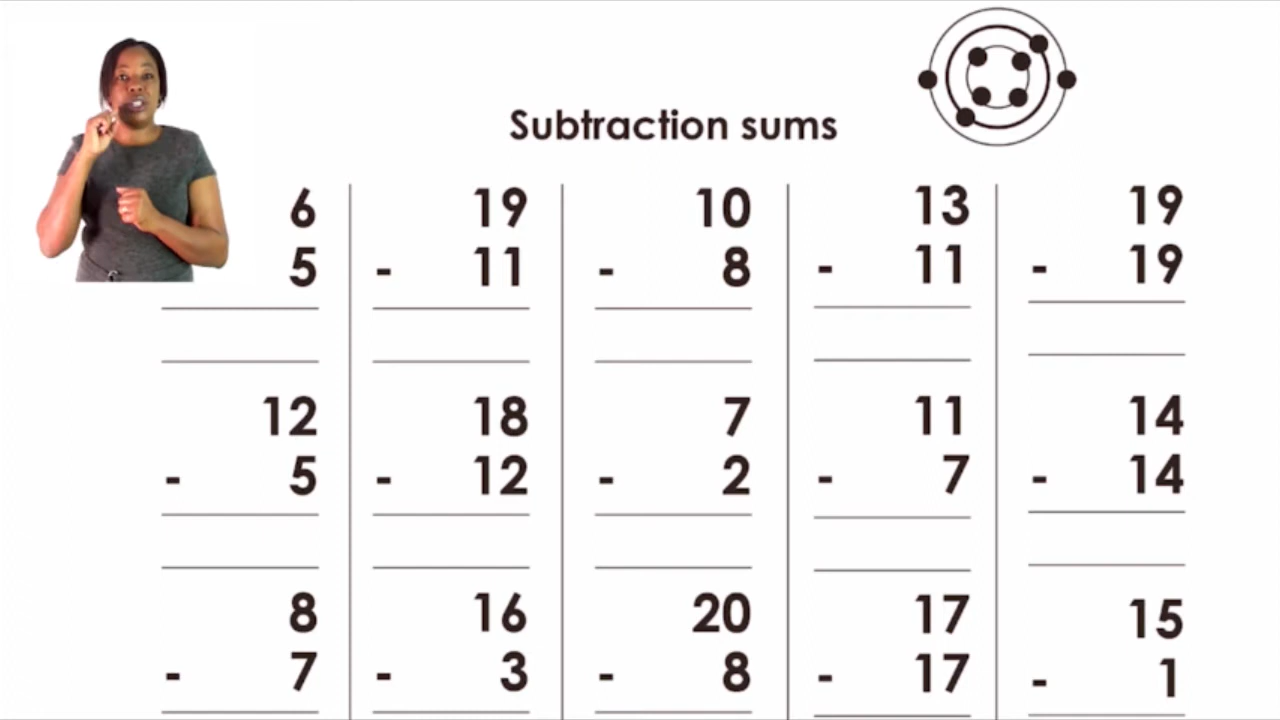 Subtraction sums
6 19 10 13 19
5 - 11 - 8 - 11 - 19
12 18 7 11 14
- 5 - 12 - 2 - 7 - 14
8 16 20 17 15
- 7 - 3 - 8 - 17 - 1